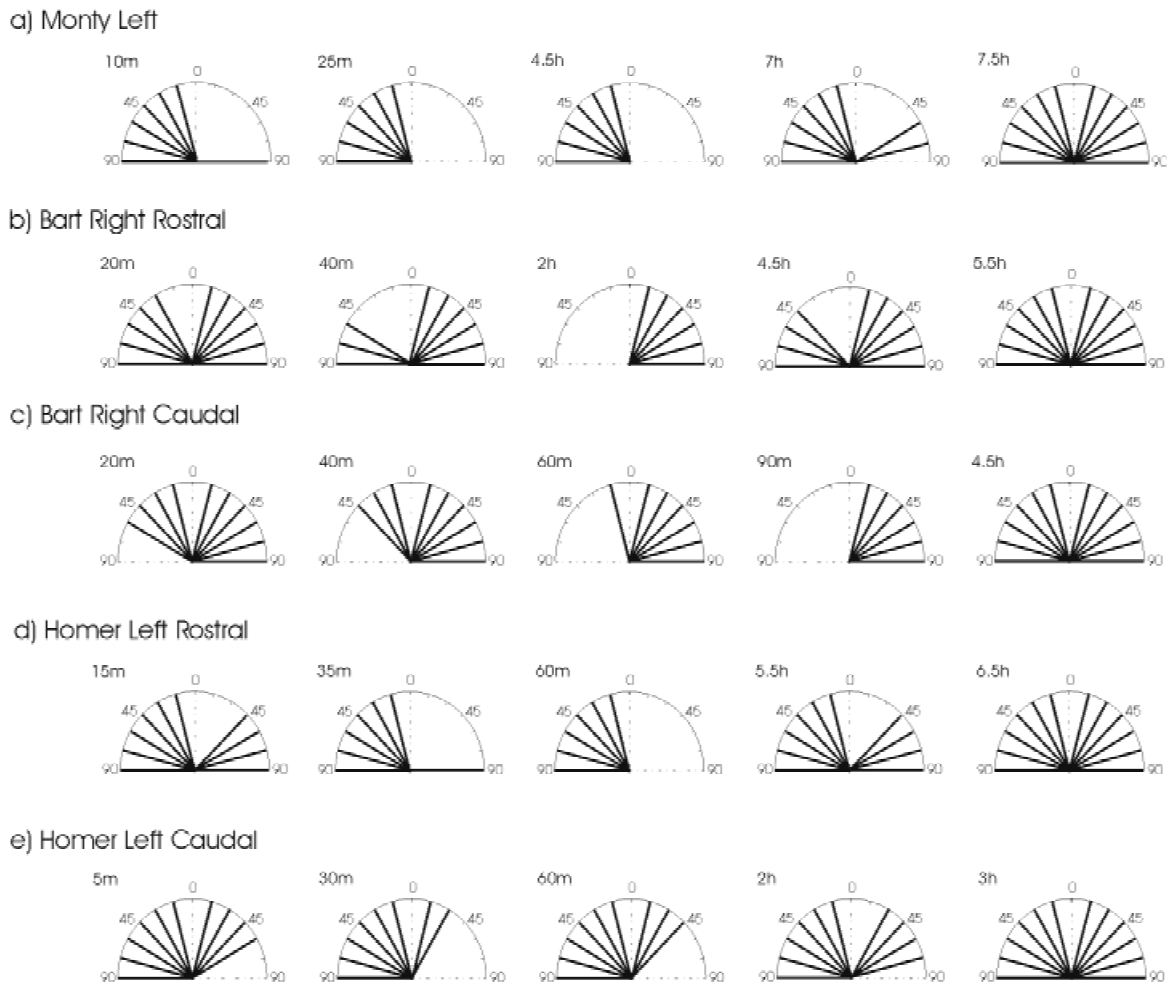 a) Monty Left
10m 25m 4.5h 7h 7.5h
0 0 0 0 0
45 45 45 45 45 45 45 45 45 45
90 90 90 90 90 90 90 90 90 90
b) Bart Right Rostral
20m 40m 2h 4.5h 5.5h
0 0 0 0 0
45 45 45 45 45 45 45 45 45 45
90 90 90 90 90 90 90 90 90 90
c) Bart Right Caudal
20m 40m 60m 90m 4.5h
0 0 0 0 0
45 45 45 45 45 45 45 45 45 45
90 90 90 90 90 90 90 90 90 90
d) Homer Left Rostral
15m 35m 60m 5.5h 6.5h
0 0 0 0 0
45 45 45 45 45 45 45 45 45 45
90 90 90 90 90 90 90 90 90 90
e) Homer Left Caudal
5m 30m 60m 2h 3h
0 0 0 0 0
45 45 45 45 45 45 45 45 45 45
90 90 90 90 90 90 90 90 90 90